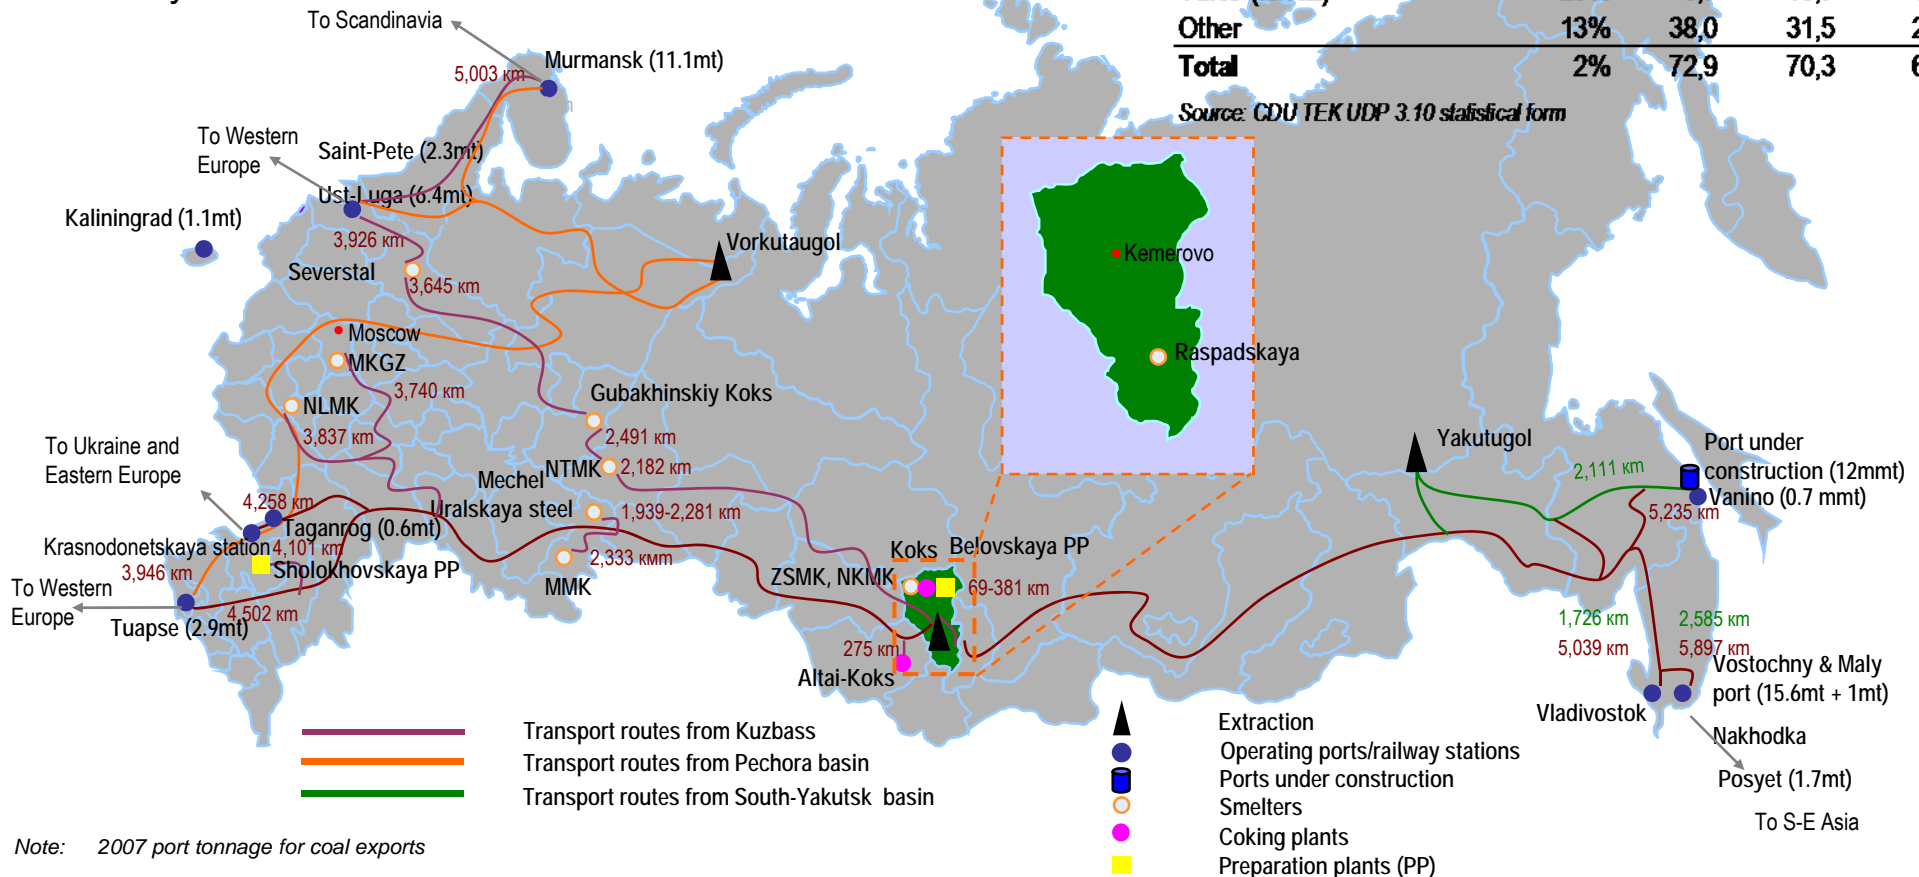 Other 13% 38,0 31,5
Total 2% 72,9 70,3
Source: CDU TEK UDP 3.10 statistical form
To Scandinavia
Murmansk (11.1mt)
5,003 км
To Western
Europe
Saint-Pete (2.3mt)
Ust-Luga (6.4mt)
Kaliningrad (1.1mt)
3,926 км
Severstal
3,645 км
Vorkutaugol
Kemerovo
Raspadskaya
Moscow
MKGZ
3,740 км
NLMK
3,837 км
Gubakhinskiy Koks
2,491 км
NTMK
2,182 км
Mechel
Uralskaya steel
1,939-2,281 км
2,333 кмm
MMK
To Ukraine and
Eastern Europe
4,258 км
Taganrog (0.6mt)
Krasnodonetskaya station
4,101 км
3,946 км
Sholokhovskaya PP
To Western
Europe
4,502 км
Tuapse (2.9mt)
Koks
Belovskaya PP
ZSMK, NKMK
69-381 км
275 км
Altai-Koks
Yakutugol
2,111 км
Port under
construction (12mmt)
Vanino (0.7 mmt)
5,235 км
1,726 км
2,585 км
5,039 км
5,897 км
Vostochny & Maly
port (15.6mt + 1mt)
Vladivostok
Nakhodka
Posyet (1.7mt)
To S-E Asia
Transport routes from Kuzbass
Transport routes from Pechora basin
Transport routes from South-Yakutsk basin
Extraction
Operating ports/railway stations
Ports under construction
Smelters
Coking plants
Preparation plants (PP)
Note: 2007 port tonnage for coal exports